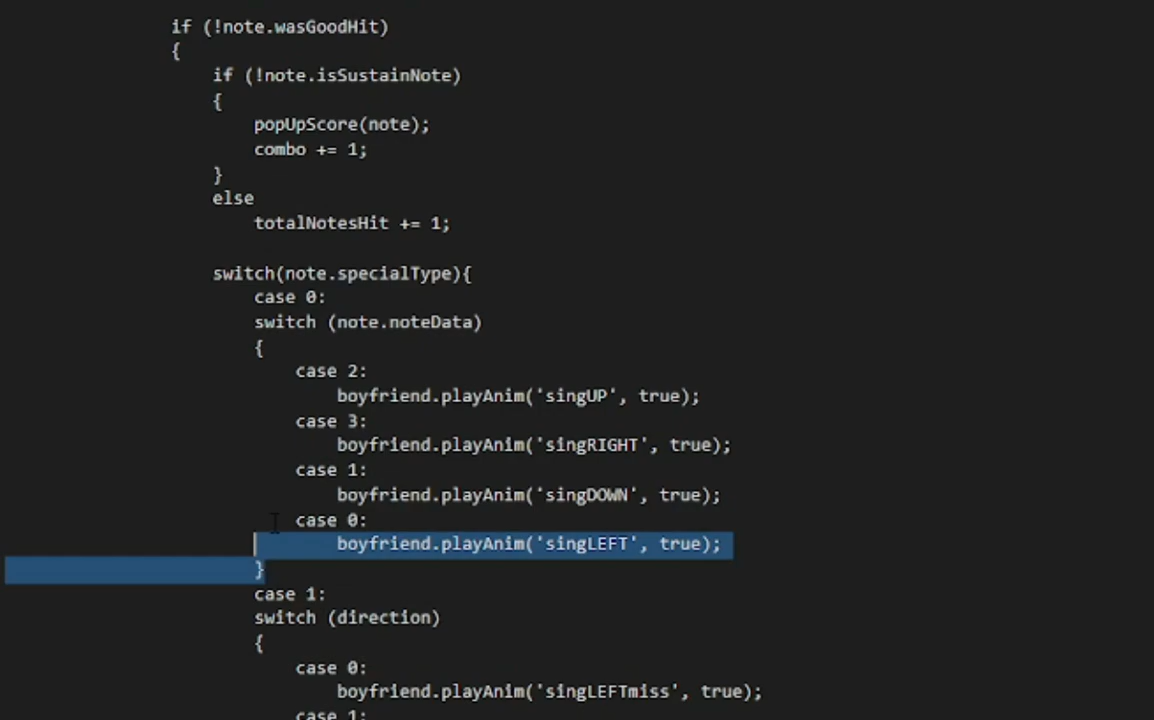 if (!note.wasGoodHit)
{
if (!note.isSustainNote)
{
popUpScore(note);
combo += 1;
}
else
totalNotesHit += 1;
switch(note.specialType){
case 0:
switch (note.noteData)
{
case 2:
boyfriend.playAnim('singUP', true);
case 3:
boyfriend.playAnim('singRIGHT', true);
case 1:
boyfriend.playAnim('singDOWN', true);
case 0:
boyfriend.playAnim('singLEFT', true);
}
case 1:
switch (direction)
{
case 0:
boyfriend.playAnim('singLEFTmiss', true);
case 1: